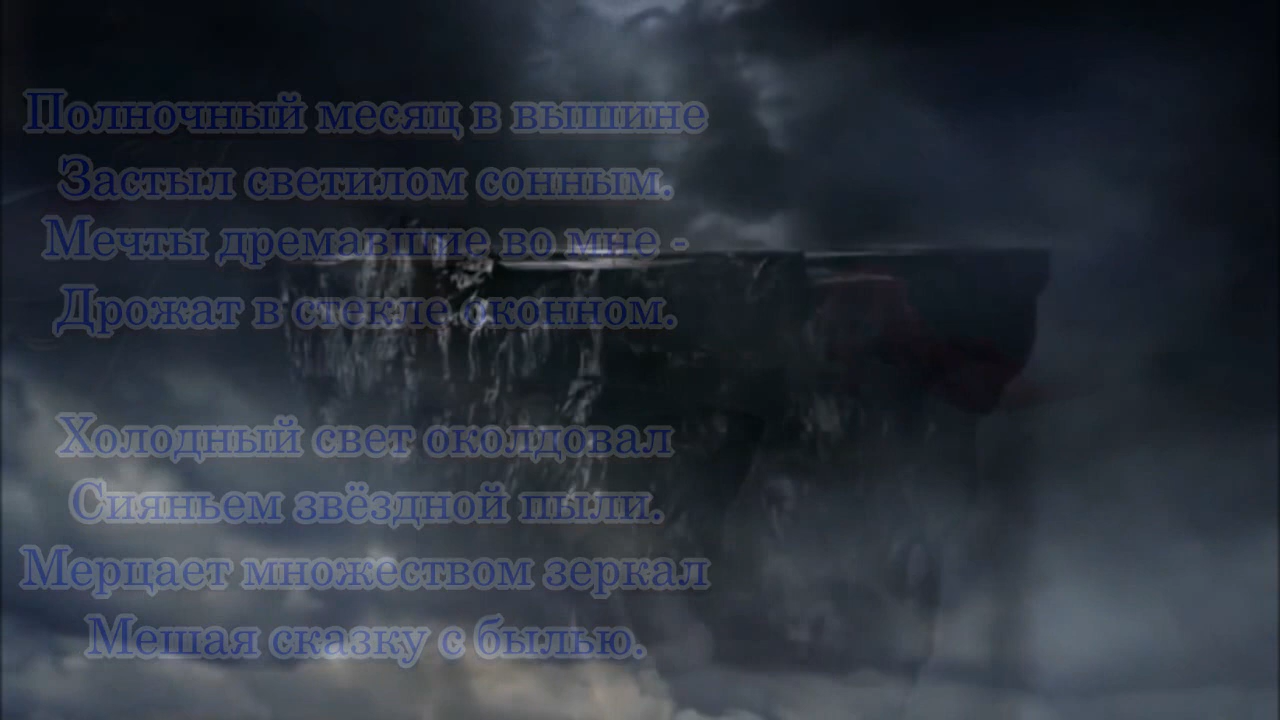 Полночный месяц в вышине
Застыл светилом сонным.
Мечты дремавшие во мне -
Дрожат в стекле оконном.
Холодный свет околдовал
Сияньем звёздной пыли.
Мерцает множеством зеркал
Мешая сказку с былью.